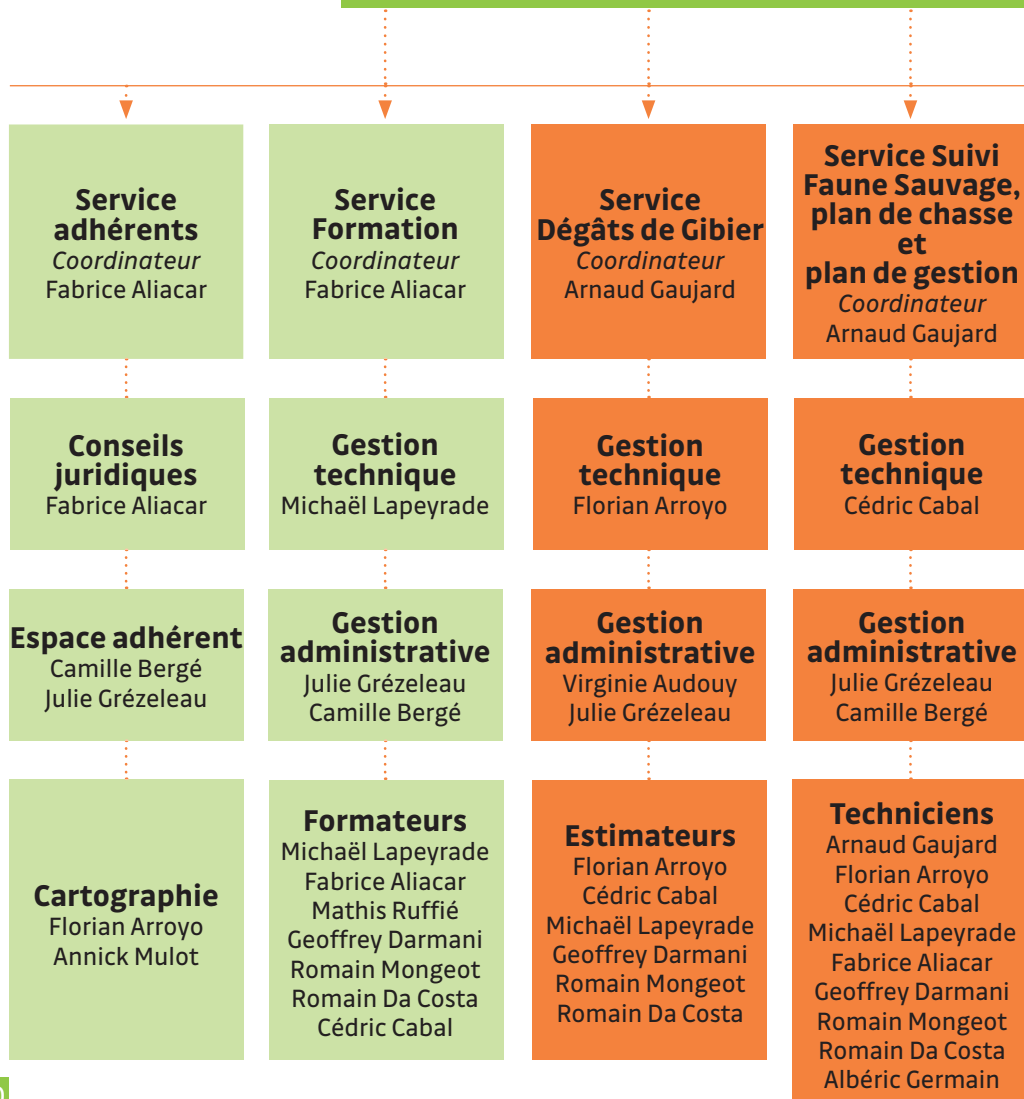 Service
adhérents
Coordinateur
Fabrice Aliacar
Conseils
juridiques
Fabrice Aliacar
Espace adhérent
Camille Bergé
Julie Grézeleau
Cartographie
Florian Arroyo
Annick Mulot
Service
Formation
Coordinateur
Fabrice Aliacar
Gestion
technique
Michaël Lapeyrade
Gestion
administrative
Julie Grézeleau
Camille Bergé
Formateurs
Michaël Lapeyrade
Fabrice Aliacar
Mathis Ruffié
Geoffrey Darmani
Romain Mongeot
Romain Da Costa
Cédric Cabal
Service
Dégâts de Gibier
Coordinateur
Arnaud Gaujard
Gestion
technique
Florian Arroyo
Gestion
administrative
Virginie Audouy
Julie Grézeleau
Estimateurs
Florian Arroyo
Cédric Cabal
Michaël Lapeyrade
Geoffrey Darmani
Romain Mongeot
Romain Da Costa
Service Suivi
Faune Sauvage,
plan de chasse
et
plan de gestion
Coordinateur
Arnaud Gaujard
Gestion
technique
Cédric Cabal
Gestion
administrative
Julie Grézeleau
Camille Bergé
Techniciens
Arnaud Gaujard
Florian Arroyo
Cédric Cabal
Michaël Lapeyrade
Fabrice Aliacar
Geoffrey Darmani
Romain Mongeot
Romain Da Costa
Albéric Germain